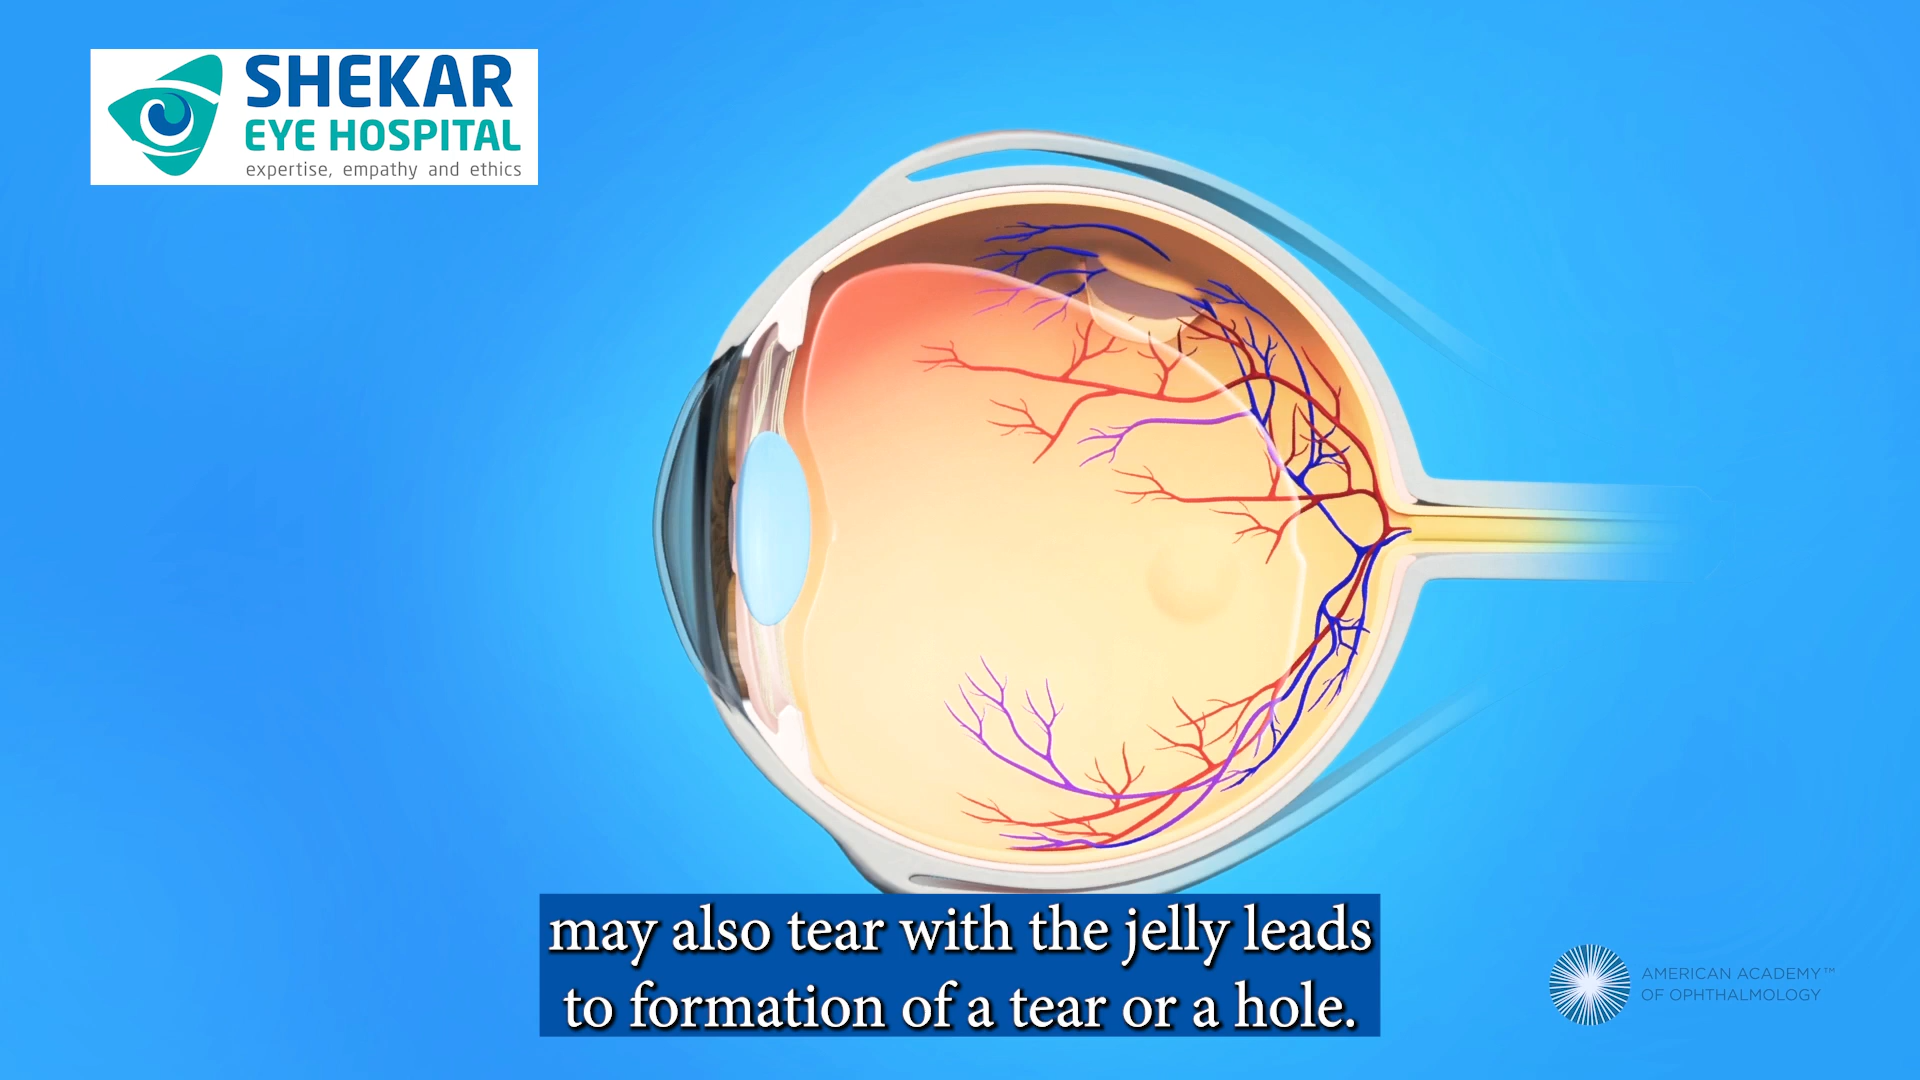 SHEKAR
EYE HOSPITAL
expertise, empathy and ethics
may also tear with the jelly leads
to formation of a tear or a hole.
AMERICAN ACADEMY™
OF OPHTHALMOLOGY